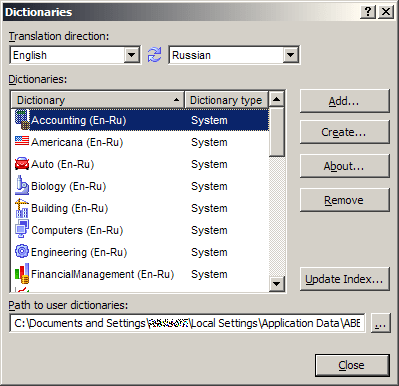 Dictionaries
Translation direction:
English Russian
Dictionaries:
Dictionary Dictionary type
Accounting (En-Ru) System
Americana (En-Ru) System
Auto (En-Ru) System
Biology (En-Ru) System
Building (En-Ru) System
Computers (En-Ru) System
Engineering (En-Ru) System
FinancialManagement (En-Ru) System
Add...
Create...
About...
Remove
Update Index...
Path to user dictionaries:
C:\Documents and Settings\ \Local Settings\Application Data\ABB
...
Close